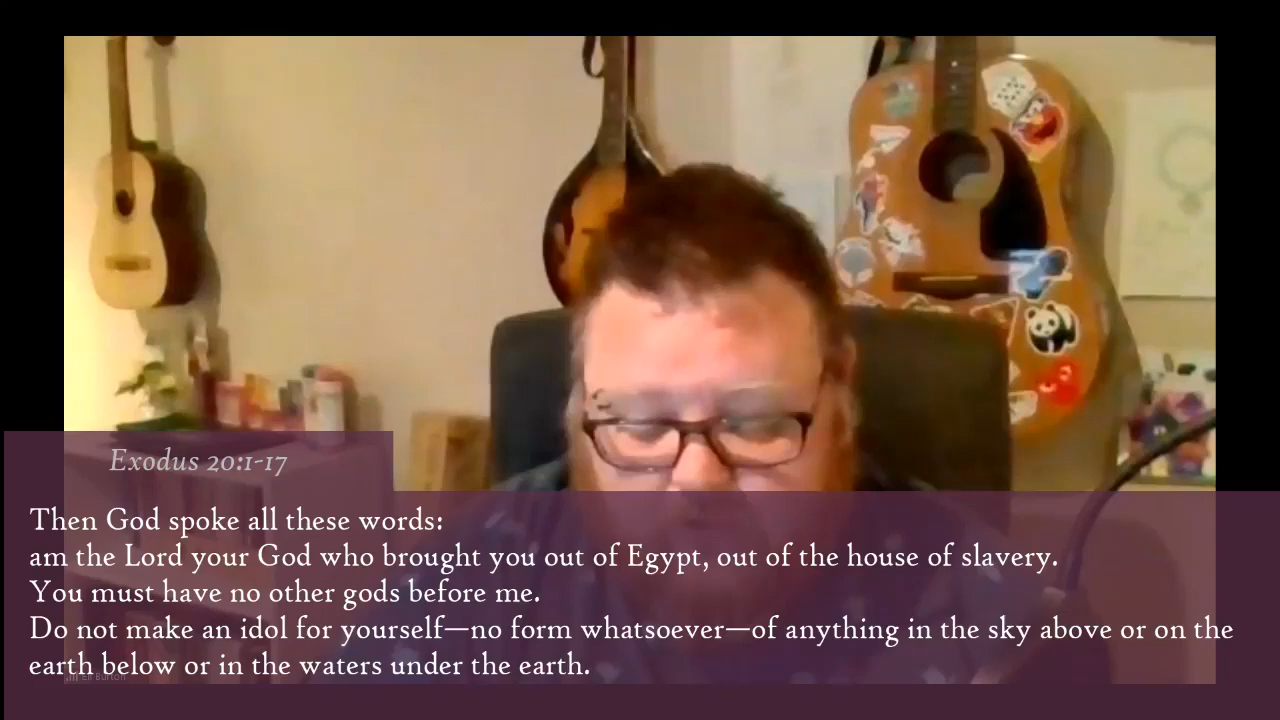 Exodus 20:1-17
Then God spoke all these words:
am the Lord your God who brought you out of Egypt, out of the house of slavery.
You must have no other gods before me.
Do not make an idol for yourself—no form whatsoever—of anything in the sky above or on the
earth below or in the waters under the earth.